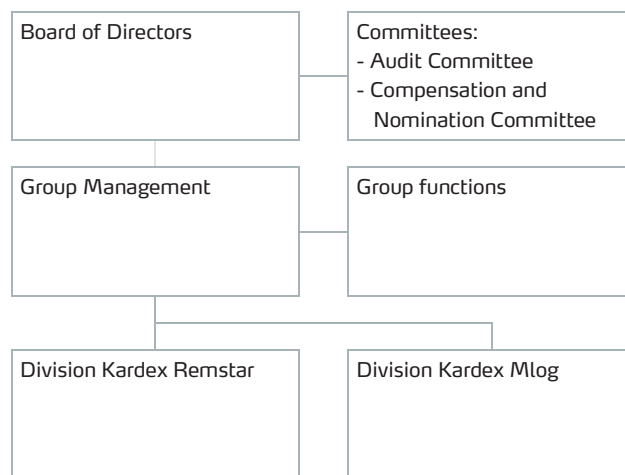 Board of Directors
Committees:
- Audit Committee
- Compensation and
Nomination Committee
Group Management
Group functions
Division Kardex Remstar
Division Kardex Mlog